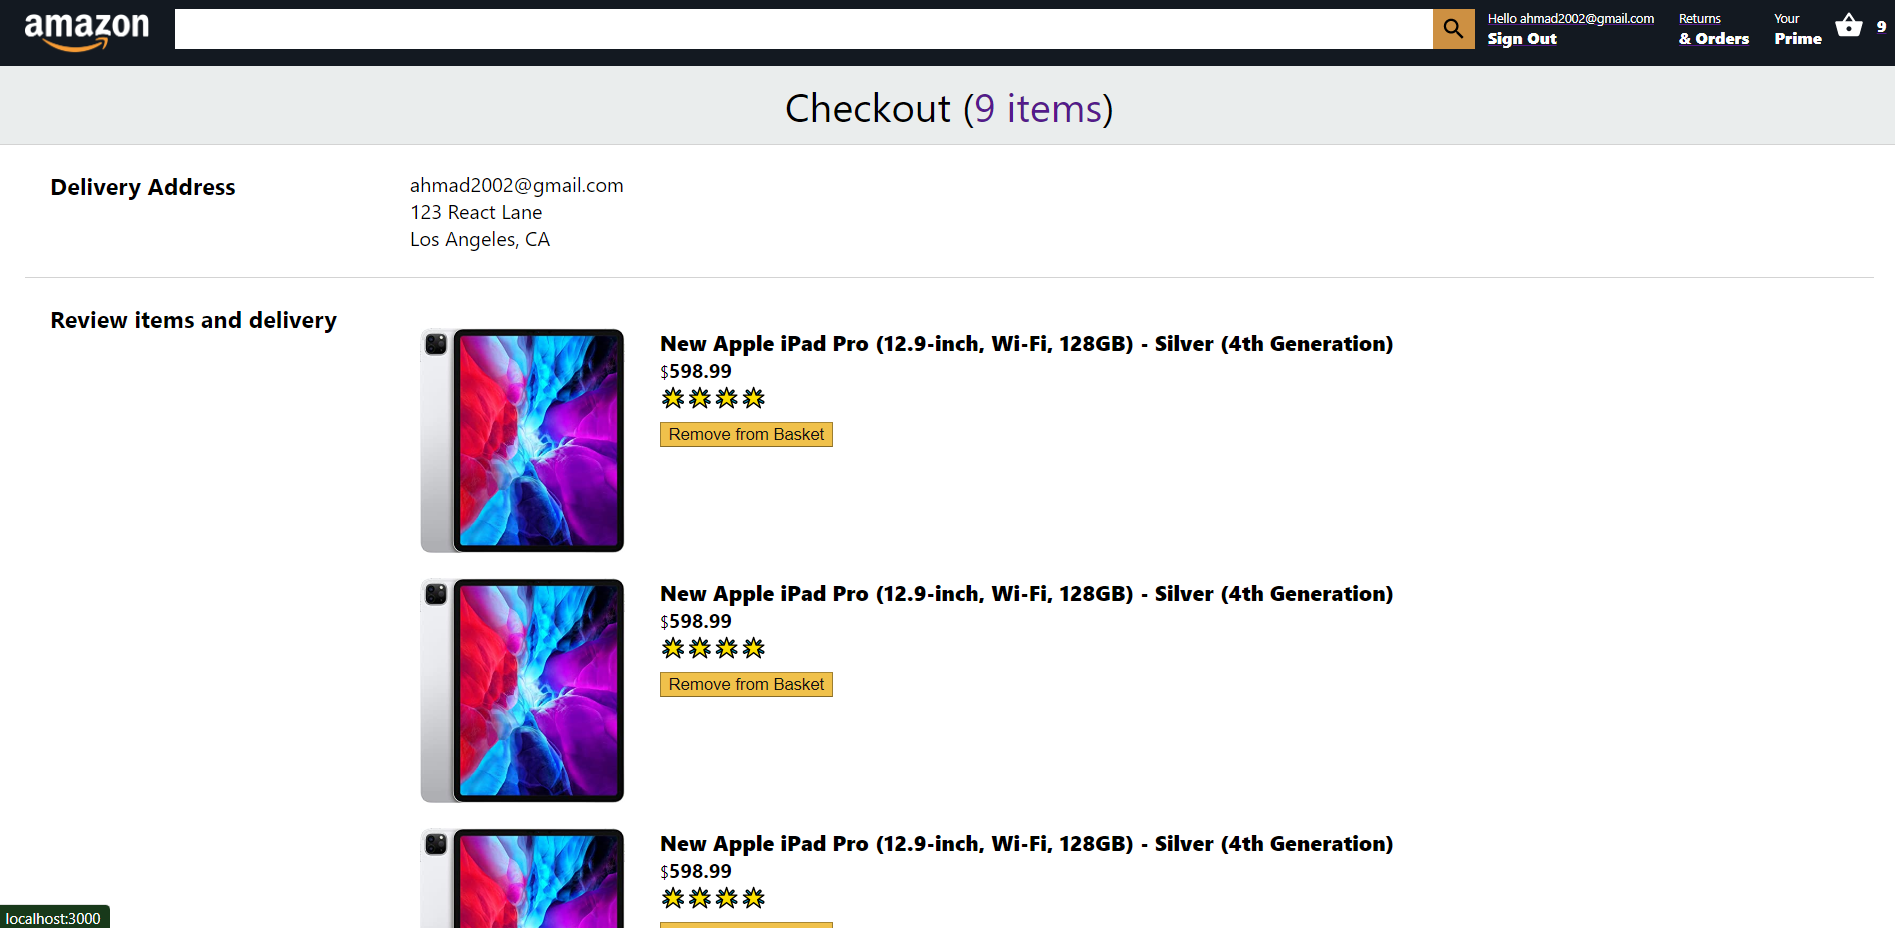 amazon
Hello ahmad2002@gmail.com
Sign Out
Returns
& Orders
Your
Prime
9
Checkout (9 items)
Delivery Address
ahmad2002@gmail.com
123 React Lane
Los Angeles, CA
Review items and delivery
New Apple iPad Pro (12.9-inch, Wi-Fi, 128GB) - Silver (4th Generation)
$598.99
Remove from Basket
New Apple iPad Pro (12.9-inch, Wi-Fi, 128GB) - Silver (4th Generation)
$598.99
Remove from Basket
New Apple iPad Pro (12.9-inch, Wi-Fi, 128GB) - Silver (4th Generation)
$598.99
localhost:3000